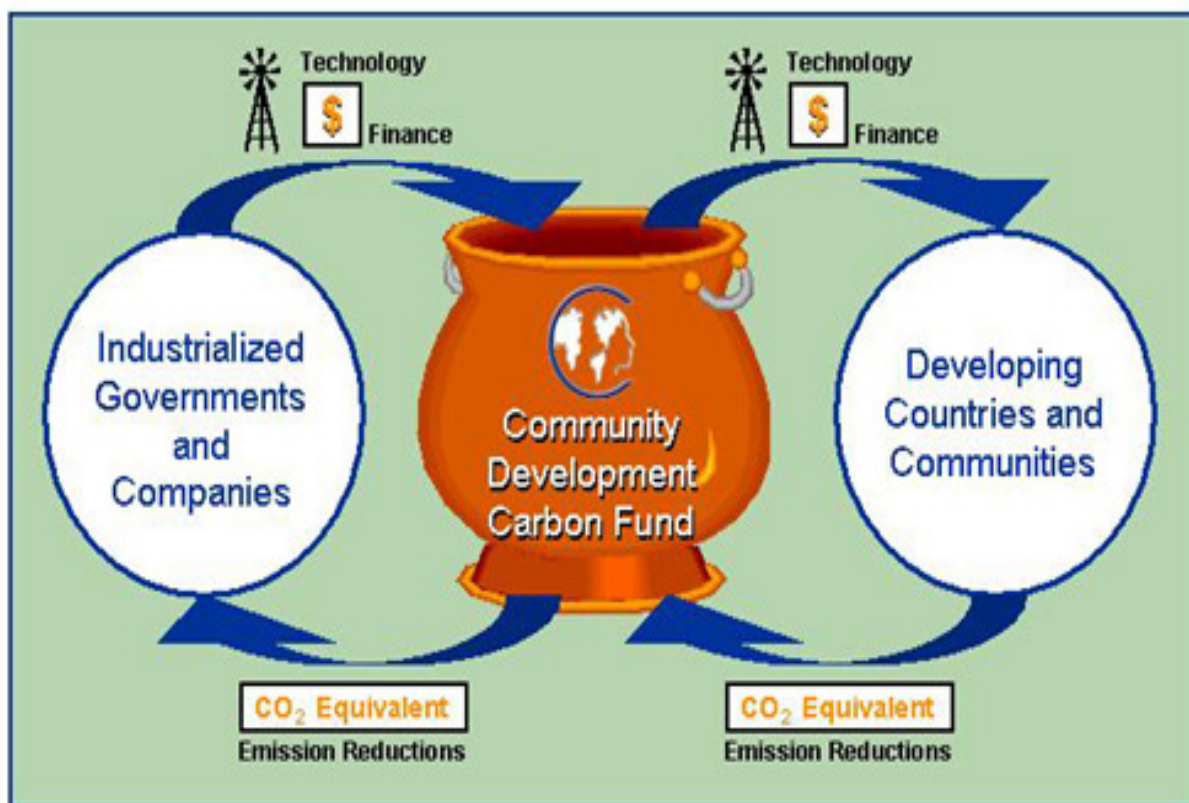 Technology
$
Finance
Technology
$
Finance
Industrialized
Governments
and
Companies
Community
Development
Carbon Fund
Developing
Countries and
Communities
CO₂ Equivalent
Emission Reductions
CO₂ Equivalent
Emission Reductions